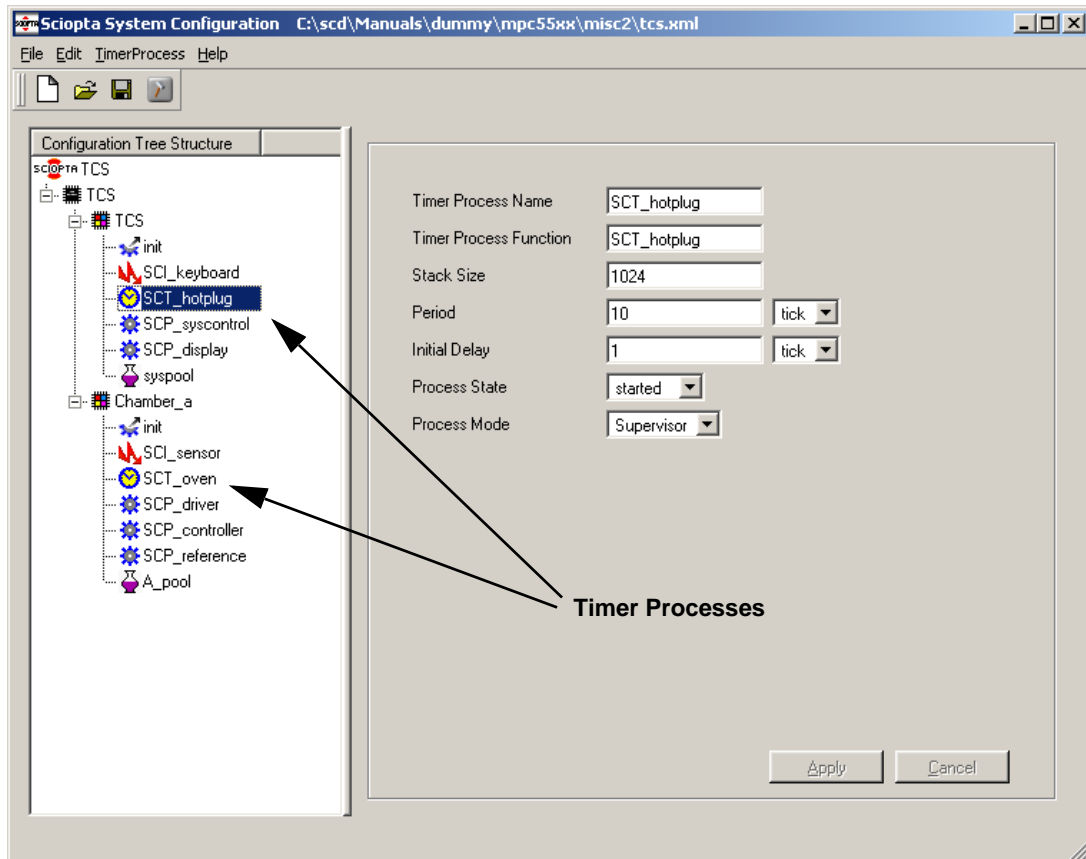 Sciopta System Configuration C:\scd\Manuals\dummy\mpc55xx\misc2\tcs.xml
File Edit TimerProcess Help
Configuration Tree Structure
SCIOPTA TCS
TCS
TCS
init
SCI_keyboard
SCT_hotplug
SCP_syscontrol
SCP_display
syspool
Chamber_a
init
SCI_sensor
SCT_oven
SCP_driver
SCP_controller
SCP_reference
A_pool
Timer Process Name SCT_hotplug
Timer Process Function SCT_hotplug
Stack Size 1024
Period 10 tick
Initial Delay 1 tick
Process State started
Process Mode Supervisor
Timer Processes
Apply Cancel